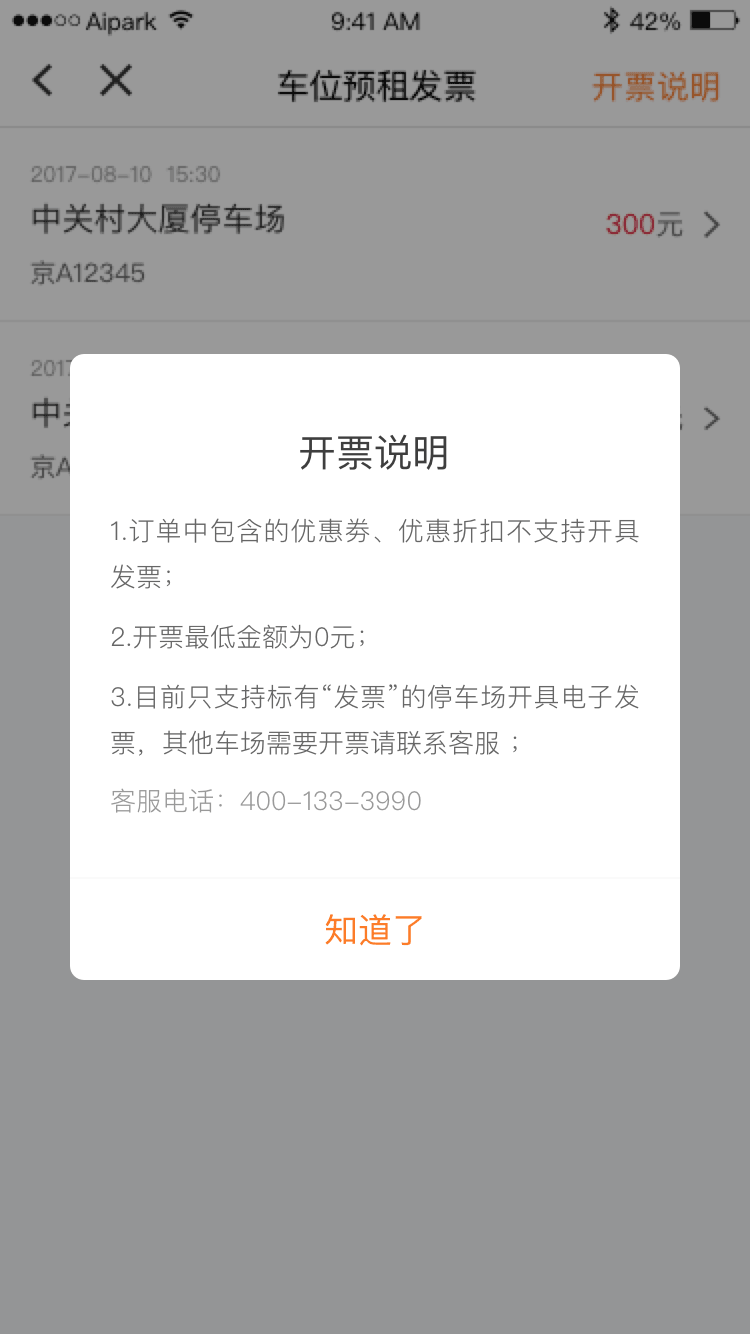 Aipark 9:41 AM 42%
车位预租发票 开票说明
2017-08-10 15:30
中关村大厦停车场 300元
京A12345
2017
中
京A
开票说明
1.订单中包含的优惠券、优惠折扣不支持开具
发票；
2.开票最低金额为0元；
3.目前只支持标有“发票”的停车场开具电子发
票，其他车场需要开票请联系客服；
客服电话：400-133-3990
知道了